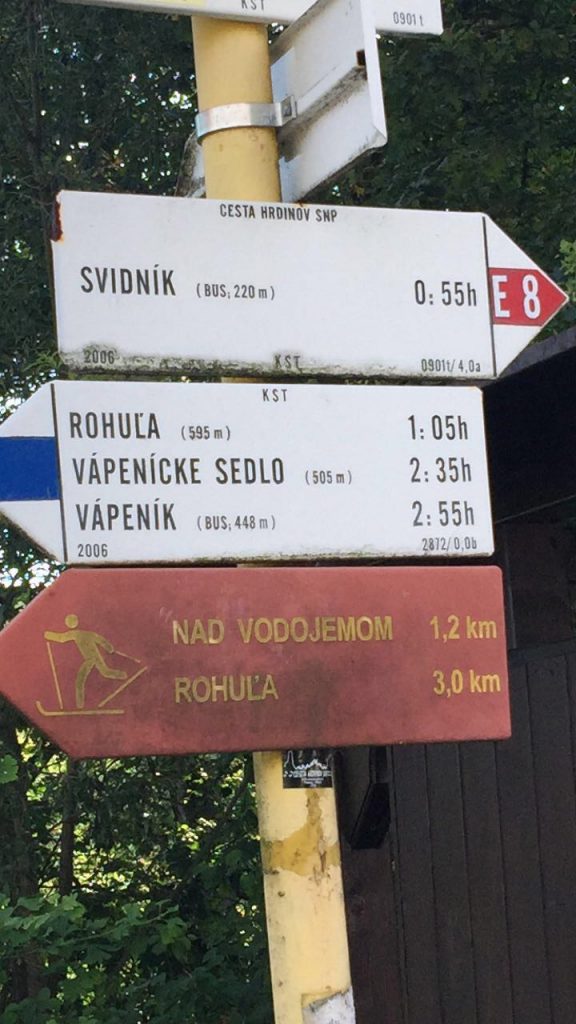 KST
0901t
CESTA HRDINOV SNP
SVIDNÍK (BUS, 220 m) 0: 55h
E 8
2006 KST 0901t/4,0a
KST
ROHUĽA (595 m) 1: 05h
VÁPENÍCKE SEDLO (505 m) 2: 35h
VÁPENÍK (BUS, 448 m) 2: 55h
2006 2872/0,0b
NAD VODOJEMOM 1,2 km
ROHUĽA 3,0 km